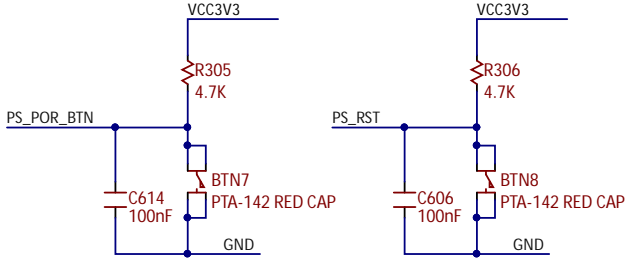 VCC3V3
R305
4.7K
PS_POR_BTN
BTN7
PTA-142 RED CAP
C614
100nF
GND
VCC3V3
R306
4.7K
PS_RST
BTN8
PTA-142 RED CAP
C606
100nF
GND